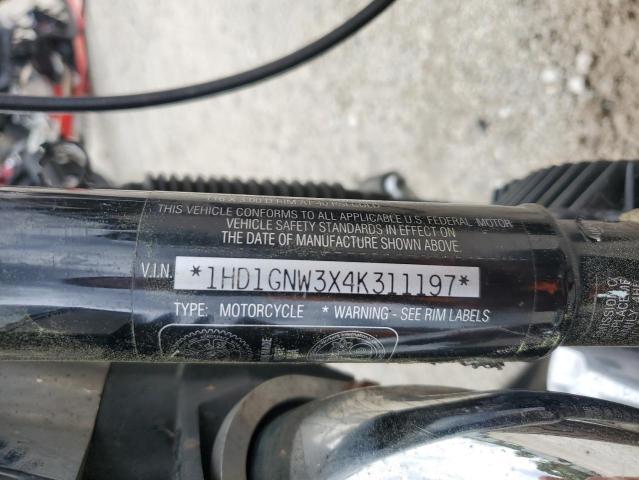 THIS VEHICLE CONFORMS TO ALL APPLICABLE U.S. FEDERAL MOTOR
VEHICLE SAFETY STANDARDS IN EFFECT ON
THE DATE OF MANUFACTURE SHOWN ABOVE.
V.I.N. *1HD1GNW3X4K311197*
TYPE: MOTORCYCLE * WARNING - SEE RIM LABELS